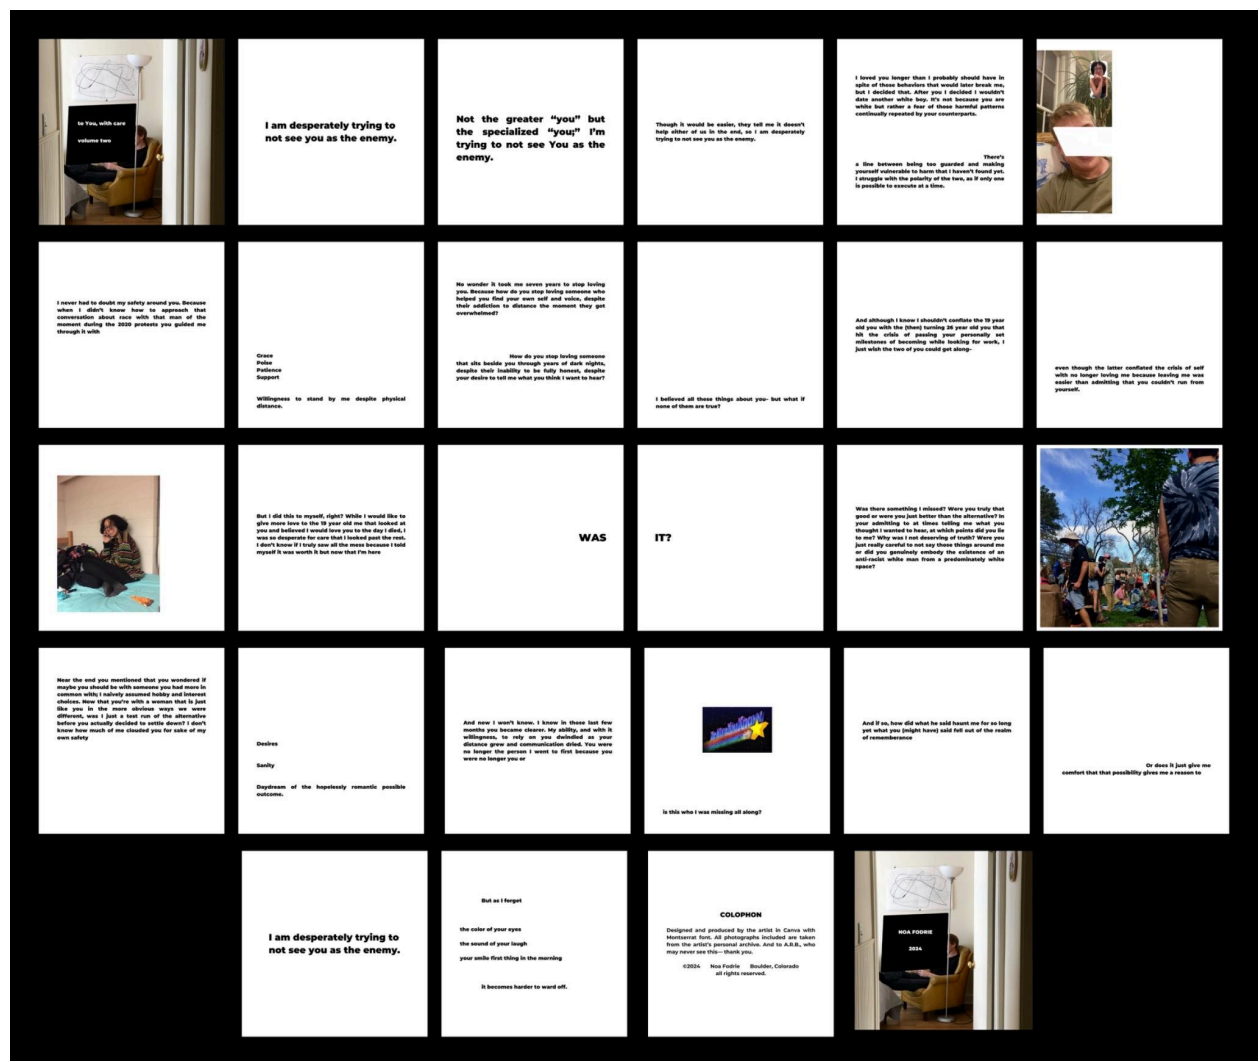 to You, with care
volume two
I am desperately trying to
not see you as the enemy.
Not the greater “you” but
the specialized “you;” I’m
trying to not see You as the
enemy.
Though it would be easier, they tell me it doesn’t
help either of us in the end, so I am desperately
trying to not see you as the enemy.
I loved you longer than I probably should have in
spite of those behaviors that would later break me,
but I decided that. After you I decided I wouldn’t
date another white boy. It’s not because you are
white but rather a fear of those harmful patterns
continually repeated by your counterparts.
There’s
a line between being too guarded and making
yourself vulnerable to harm that I haven’t found yet.
I struggle with the polarity of the two, as if only one
is possible to execute at a time.
I never had to doubt my safety around you. Because
when I didn’t know how to approach that
conversation about race with that man of the
moment during the 2020 protests you guided me
through it with
Grace
Poise
Patience
Support
Willingness to stand by me despite physical
distance.
No wonder it took me seven years to stop loving
you. Because how do you stop loving someone who
helped you find your own self and voice, despite
their addiction to distance the moment they got
overwhelmed?
How do you stop loving someone
that sits beside you through years of dark nights,
despite their inability to be fully honest, despite
your desire to tell me what you think I want to hear?
I believed all these things about you- but what if
none of them are true?
And although I know I shouldn’t conflate the 19 year
old you with the (then) turning 26 year old you that
hit the crisis of passing your personally set
milestones of becoming while looking for work, I
just wish the two of you could get along-
even though the latter conflated the crisis of self
with no longer loving me because leaving me was
easier than admitting that you couldn’t run from
yourself.
But I did this to myself, right? While I would like to
give more love to the 19 year old me that looked at
you and believed I would love you to the day I died, I
was so desperate for care that I looked past the rest.
I don’t know if I truly saw all the mess because I told
myself it was worth it but now that I’m here
WAS
IT?
Was there something I missed? Were you truly that
good or were you just better than the alternative? In
your admitting to at times telling me what you
thought I wanted to hear, at which points did you lie
to me? Why was I not deserving of truth? Were you
just really careful to not say those things around me
or did you genuinely embody the existence of an
anti-racist white man from a predominately white
space?
Near the end you mentioned that you wondered if
maybe you should be with someone you had more in
common with; I naively assumed hobby and interest
choices. Now that you’re with a woman that is just
like you in the more obvious ways we were
different, was I just a test run of the alternative
before you actually decided to settle down? I don’t
know how much of me clouded you for sake of my
own safety
Desires
Sanity
Daydream of the hopelessly romantic possible
outcome.
And now I won’t know. I know in those last few
months you became clearer. My ability, and with it
willingness, to rely on you dwindled as your
distance grew and communication dried. You were
no longer the person I went to first because you
were no longer you or
is this who I was missing all along?
And if so, how did what he said haunt me for so long
yet what you (might have) said fell out of the realm
of rememberance
Or does it just give me
comfort that that possibility gives me a reason to
I am desperately trying to
not see you as the enemy.
But as I forget
the color of your eyes
the sound of your laugh
your smile first thing in the morning
it becomes harder to ward off.
COLOPHON
Designed and produced by the artist in Canva with
Montserrat font. All photographs included are taken
from the artist’s personal archive. And to A.R.B., who
may never see this— thank you.
©2024 Noa Fodrie Boulder, Colorado
all rights reserved.
NOA FODRIE
2024